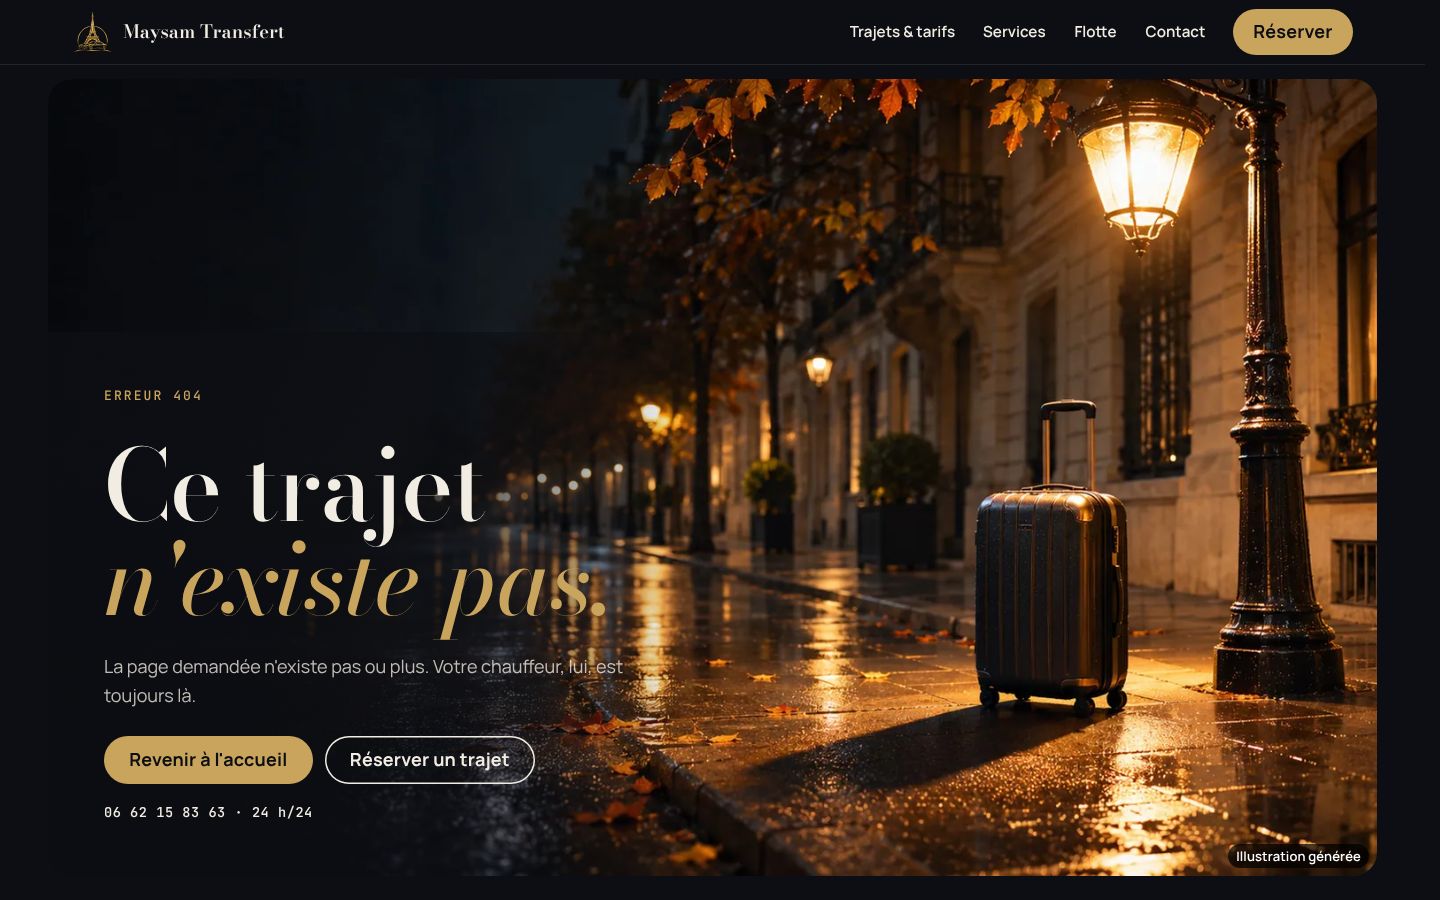 Maysam Transfert
Trajets & tarifs
Services
Flotte
Contact
Réserver
ERREUR 404
Ce trajet
n'existe pas.
La page demandée n'existe pas ou plus. Votre chauffeur, lui, est
toujours là.
Revenir à l'accueil
Réserver un trajet
06 62 15 83 63 · 24 h/24
Illustration générée